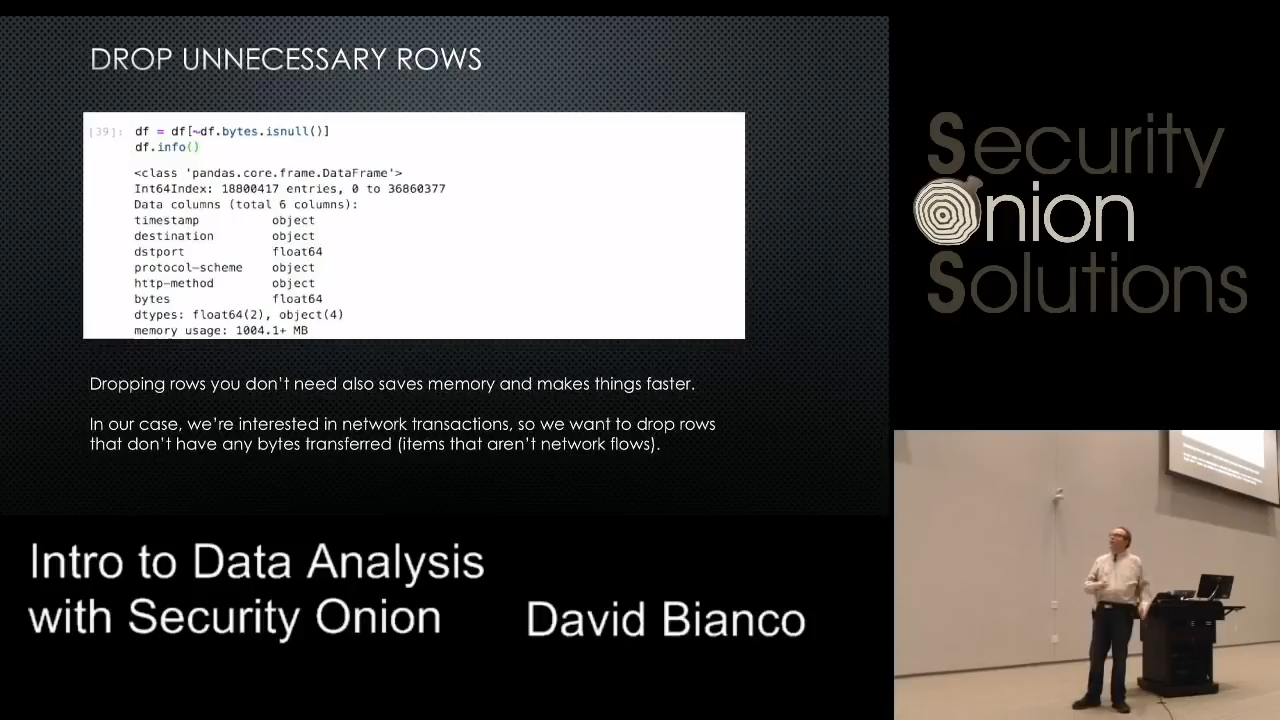 DROP UNNECESSARY ROWS
[39]: df = df[~df.bytes.isnull()]
df.info()
<class 'pandas.core.frame.DataFrame'>
Int64Index: 18800417 entries, 0 to 36860377
Data columns (total 6 columns):
timestamp object
destination object
dstport float64
protocol-scheme object
http-method object
bytes float64
dtypes: float64(2), object(4)
memory usage: 1004.1+ MB
Dropping rows you don't need also saves memory and makes things faster.
In our case, we're interested in network transactions, so we want to drop rows
that don't have any bytes transferred (items that aren't network flows).
Security
Onion
Solutions
Intro to Data Analysis
with Security Onion
David Bianco